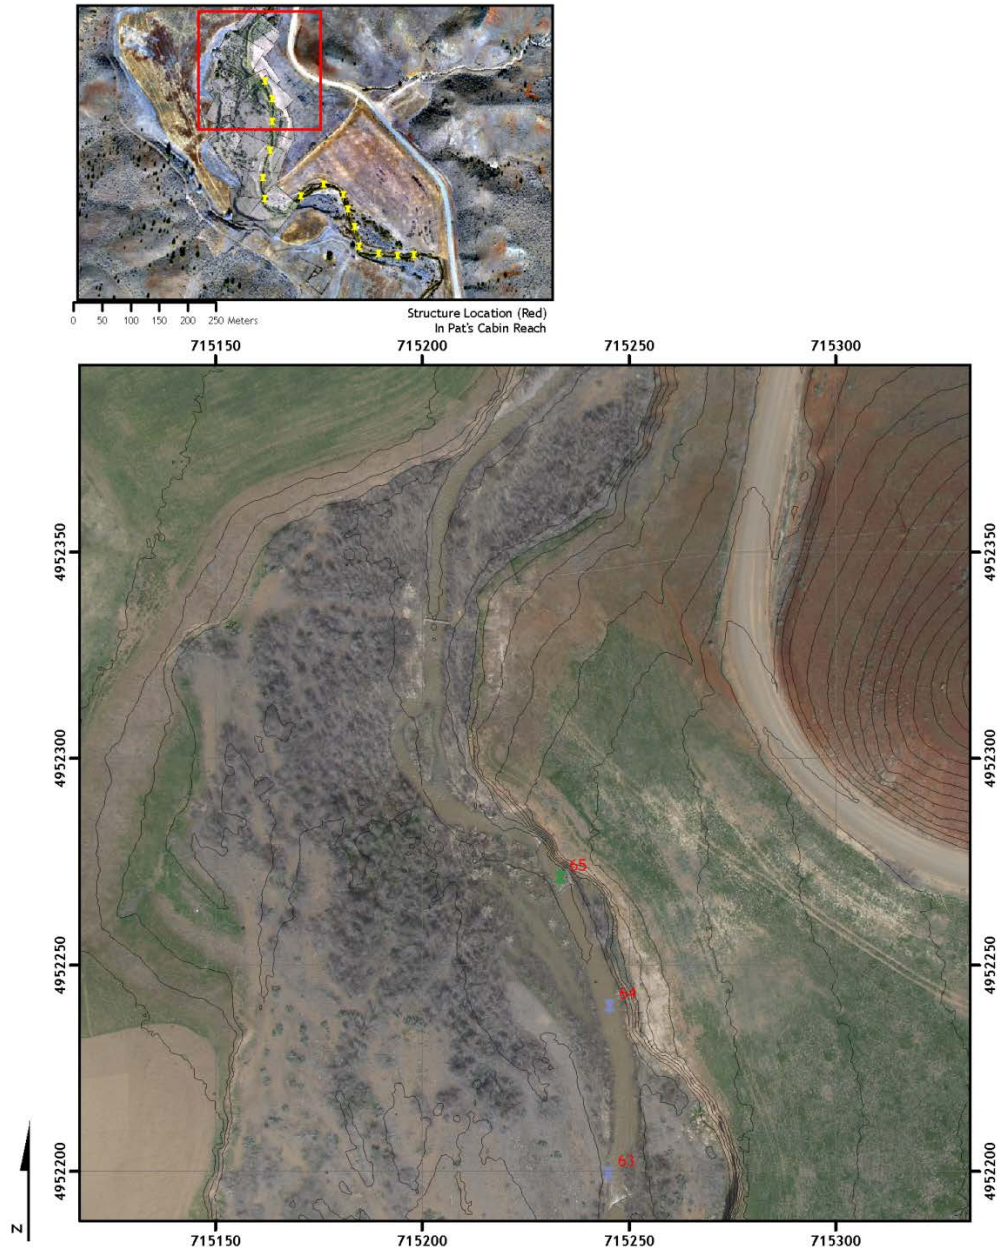 0 50 100 150 200 250 Meters
Structure Location (Red)
In Pat's Cabin Reach
715150 715200 715250 715300
4952350 4952350
4952300 4952300
65
4952250 4952250
64
63
4952200 4952200
N
715150 715200 715250 715300